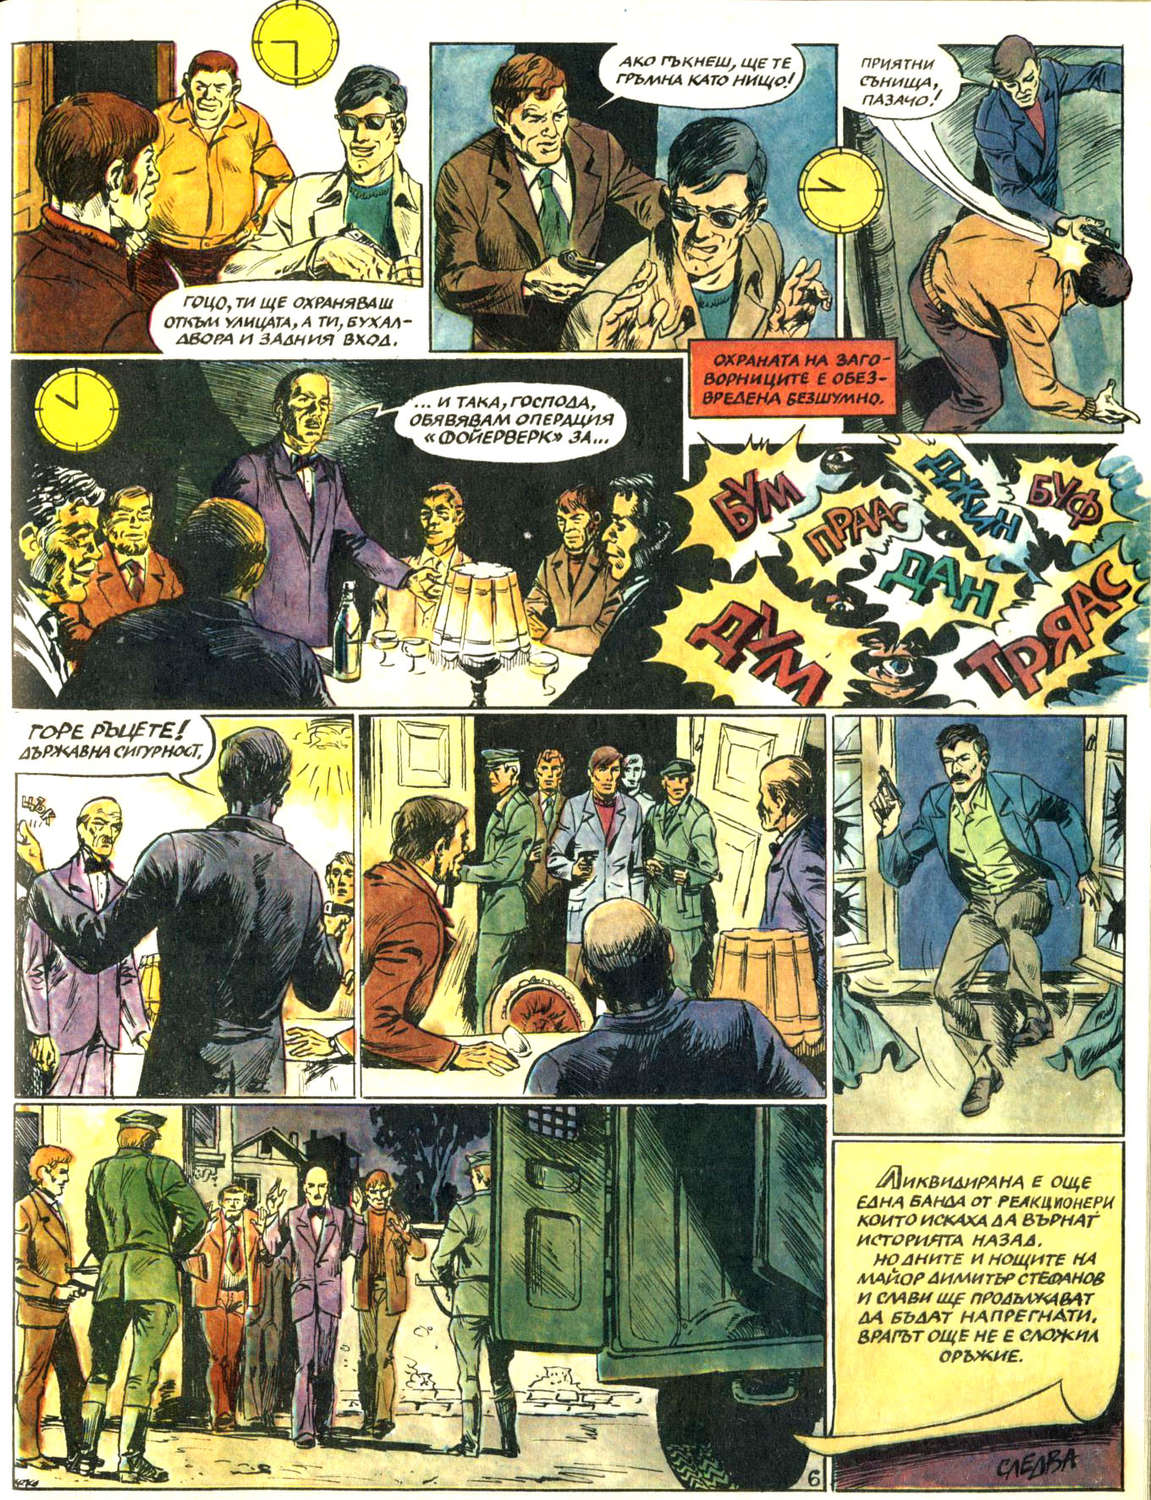 ГОЦО, ТИ ЩЕ ОХРАНЯВАШ
ОТКЪМ УЛИЦАТА, А ТИ, БУХАЛ-
ДВОРА И ЗАДНИЯ ВХОД.
АКО ГЪКНЕШ, ЩЕ ТЕ
ГРЪМНА КАТО НИЩО!
ПРИЯТНИ
СЪНИЩА,
ПАЗАЧО!
ОХРАНАТА НА ЗАГО-
ВОРНИЦИТЕ Е ОБЕЗ-
ВРЕДЕНА БЕЗШУМНО.
... И ТАКА, ГОСПОДА,
ОБЯВЯВАМ ОПЕРАЦИЯ
«ФОЙЕРВЕРК» ЗА...
БУМ
ПРААС
ДЖИН
БУФ
ДАН
ДУМ
ТРЯАС
ГОРЕ РЪЦЕТЕ!
ДЪРЖАВНА СИГУРНОСТ,
ЦЪК
ЛИКВИДИРАНА Е ОЩЕ
ЕДНА БАНДА ОТ РЕАКЦИОНЕРИ
КОИТО ИСКАХА ДА ВЪРНАТ
ИСТОРИЯТА НАЗАД.
НО ДНИТЕ И НОЩИТЕ НА
МАЙОР ДИМИТЪР СТЕФАНОВ
И СЛАВИ ЩЕ ПРОДЪЛЖАВАТ
ДА БЪДАТ НАПРЕГНАТИ.
ВРАГЪТ ОЩЕ НЕ Е СЛОЖИЛ
ОРЪЖИЕ.
СЛЕДВА
6